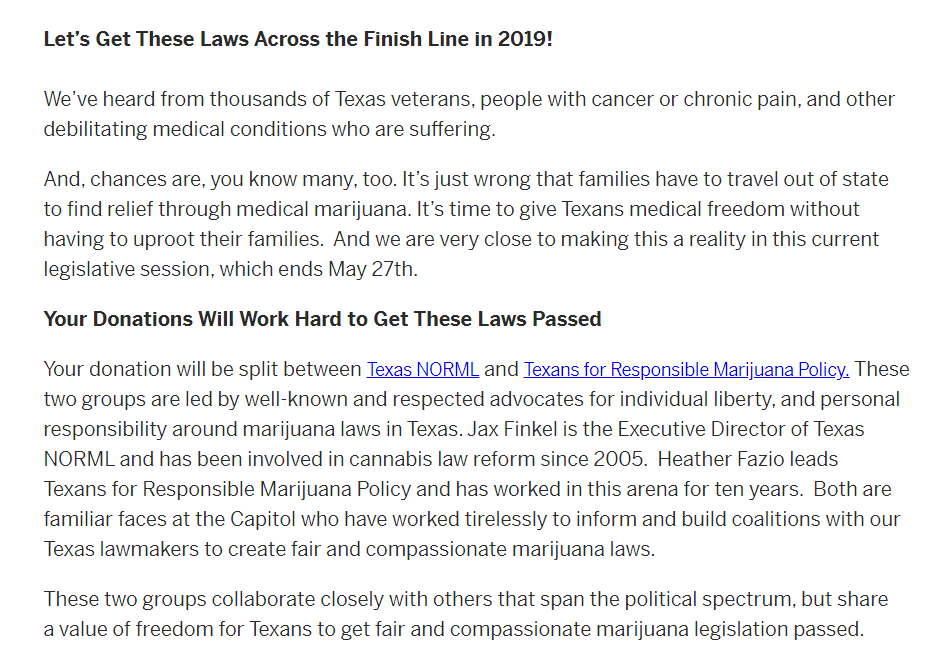 Let’s Get These Laws Across the Finish Line in 2019!
We’ve heard from thousands of Texas veterans, people with cancer or chronic pain, and other
debilitating medical conditions who are suffering.
And, chances are, you know many, too. It’s just wrong that families have to travel out of state
to find relief through medical marijuana. It’s time to give Texans medical freedom without
having to uproot their families.  And we are very close to making this a reality in this current
legislative session, which ends May 27th.
Your Donations Will Work Hard to Get These Laws Passed
Your donation will be split between Texas NORML and Texans for Responsible Marijuana Policy. These
two groups are led by well-known and respected advocates for individual liberty, and personal
responsibility around marijuana laws in Texas. Jax Finkel is the Executive Director of Texas
NORML and has been involved in cannabis law reform since 2005.  Heather Fazio leads
Texans for Responsible Marijuana Policy and has worked in this arena for ten years.  Both are
familiar faces at the Capitol who have worked tirelessly to inform and build coalitions with our
Texas lawmakers to create fair and compassionate marijuana laws.
These two groups collaborate closely with others that span the political spectrum, but share
a value of freedom for Texans to get fair and compassionate marijuana legislation passed.